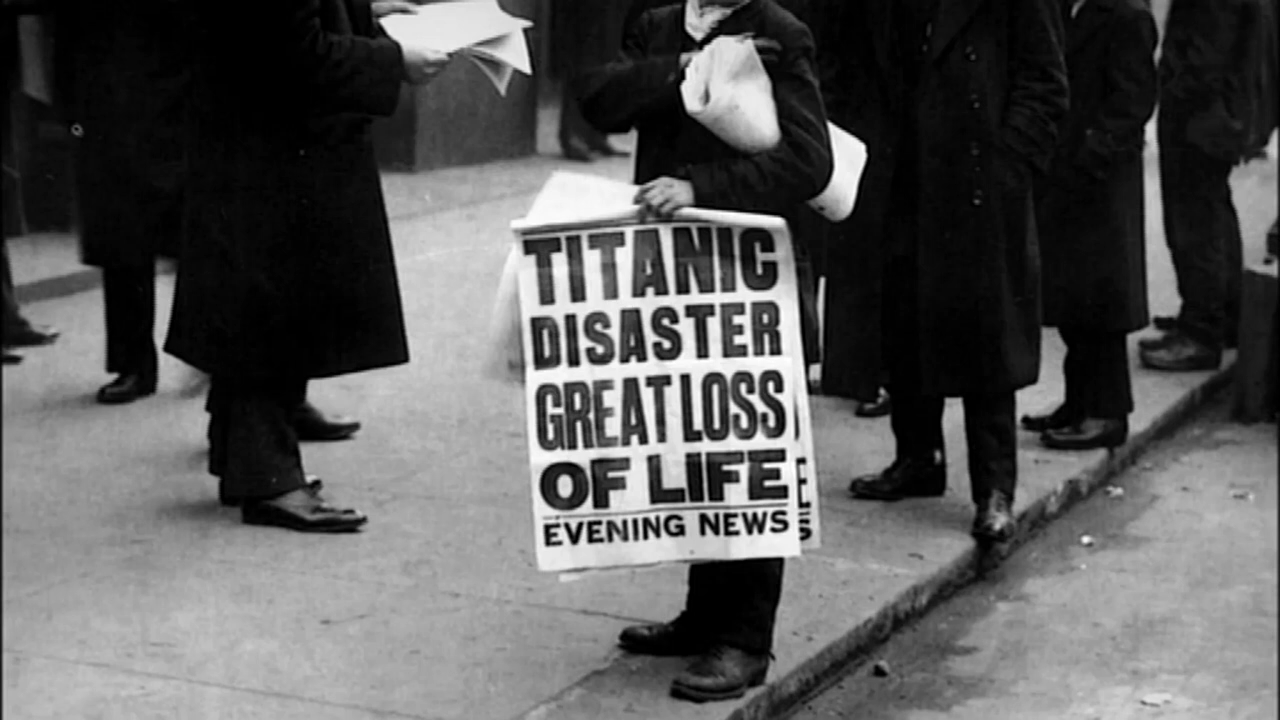 TITANIC
DISASTER
GREAT LOSS
OF LIFE
EVENING NEWS
E
S